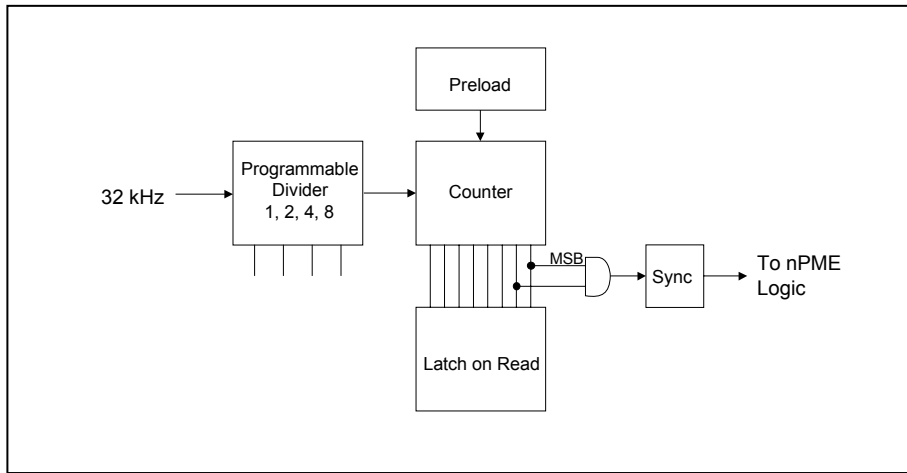 Preload
Programmable
Divider
1, 2, 4, 8
32 kHz
Counter
MSB
Sync
To nPME
Logic
Latch on Read